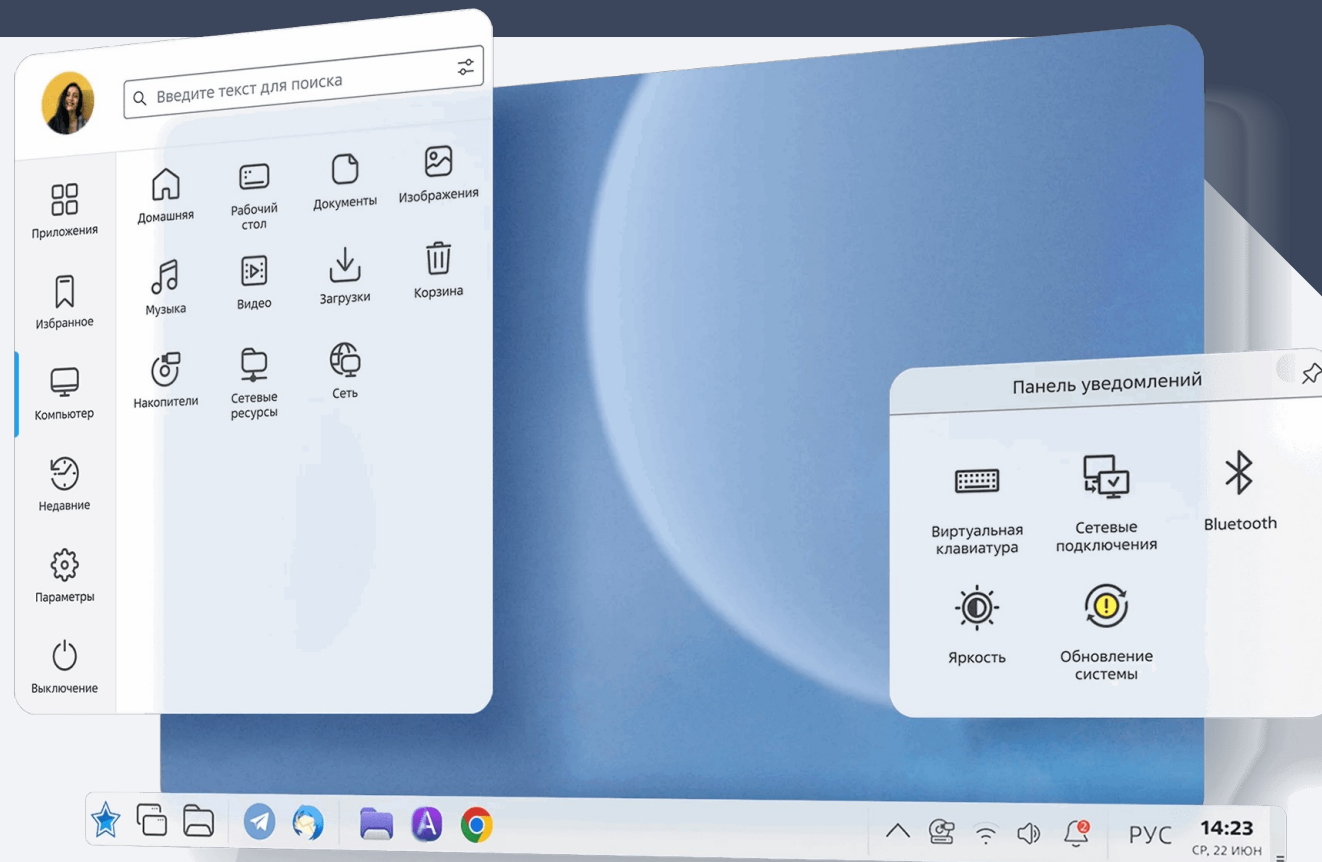 Введите текст для поиска
Приложения
Избранное
Компьютер
Недавние
Параметры
Выключение
Домашняя
Рабочий
стол
Документы
Изображения
Музыка
Видео
Загрузки
Корзина
Накопители
Сетевые
ресурсы
Сеть
Панель уведомлений
Виртуальная
клавиатура
Сетевые
подключения
Bluetooth
Яркость
Обновление
системы
A
2
РУС
14:23
СР, 22 ИЮН